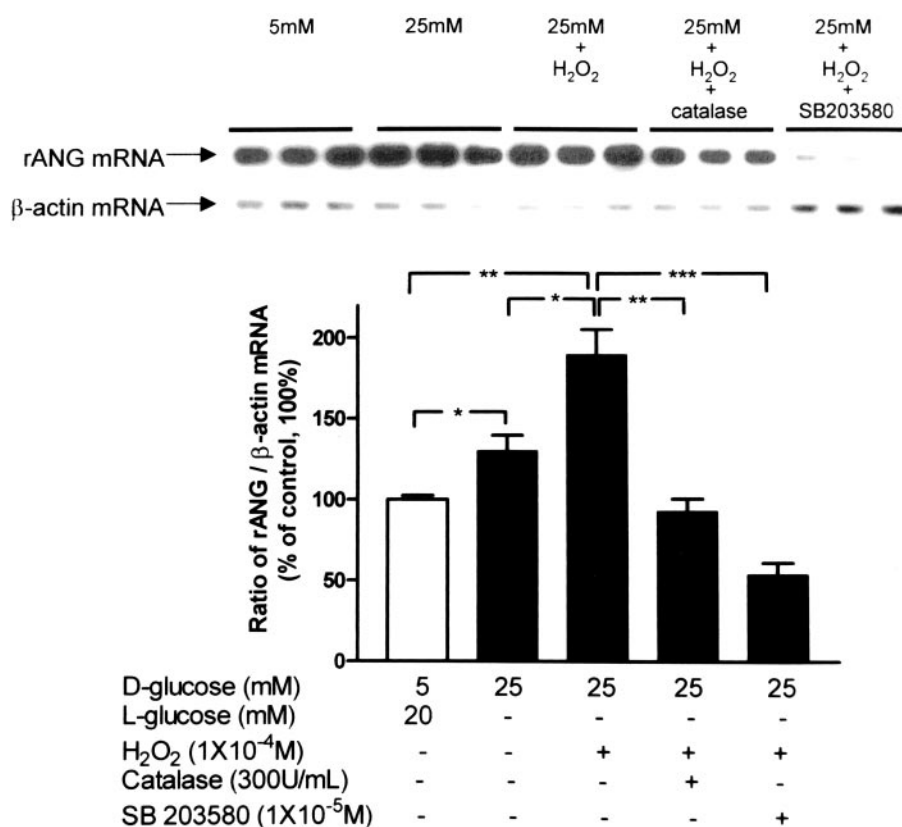 5mM 25mM 25mM 25mM 25mM
+ + +
H₂O₂ H₂O₂ H₂O₂
+ +
catalase SB203580
rANG mRNA
β-actin mRNA
** ***
* **
*
Ratio of rANG / β-actin mRNA
(% of control, 100%)
200
150
100
50
0
D-glucose (mM) 5 25 25 25 25
L-glucose (mM) 20 - - - -
H₂O₂ (1X10⁻⁴M) - - + + +
Catalase (300U/mL) - - - + -
SB 203580 (1X10⁻⁵M) - - - - +